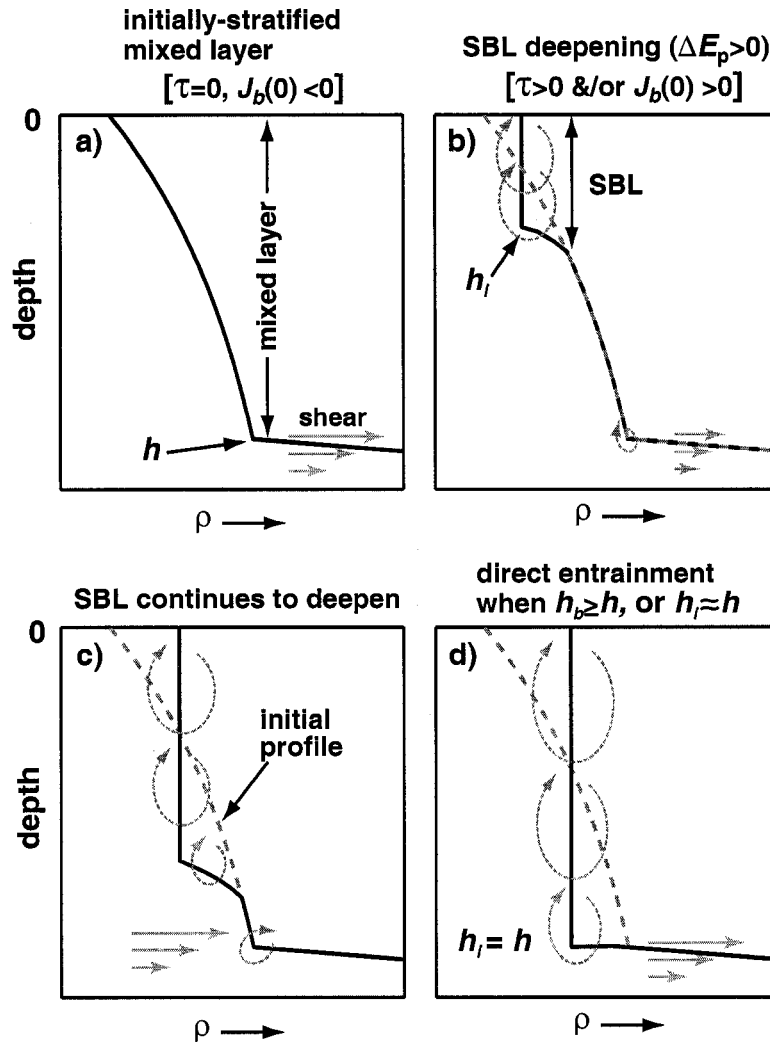 initially-stratified
mixed layer
[τ=0, J_b(0) <0]
SBL deepening (ΔE_p>0)
[τ>0 &/or J_b(0) >0]
0
a)
depth
mixed layer
h
shear
ρ
b)
SBL
h_l
ρ
SBL continues to deepen
direct entrainment
when h_b≥h, or h_l≈h
0
c)
depth
initial
profile
ρ
d)
h_l = h
ρ